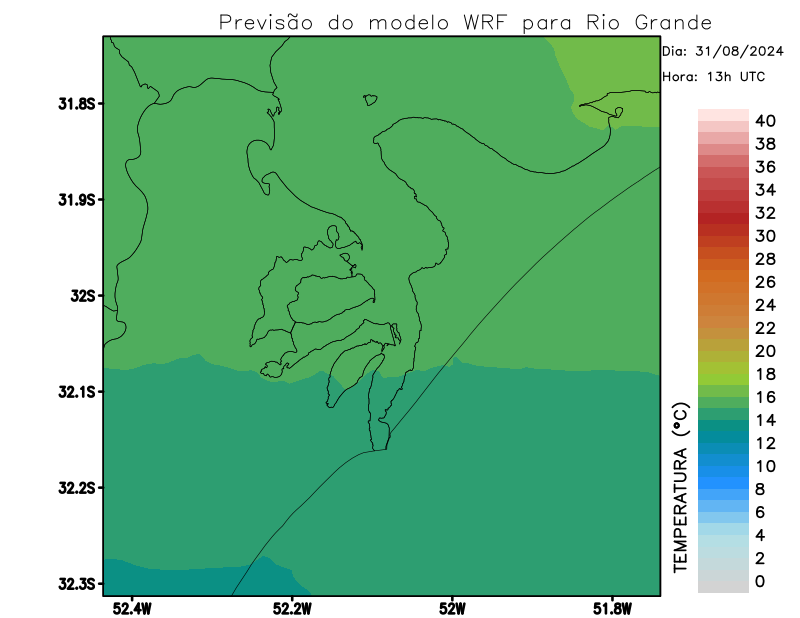 Previsão do modelo WRF para Rio Grande
Dia: 31/08/2024
Hora: 13h UTC
31.8S
31.9S
32S
32.1S
32.2S
32.3S
52.4W
52.2W
52W
51.8W
TEMPERATURA (°C)
40
38
36
34
32
30
28
26
24
22
20
18
16
14
12
10
8
6
4
2
0